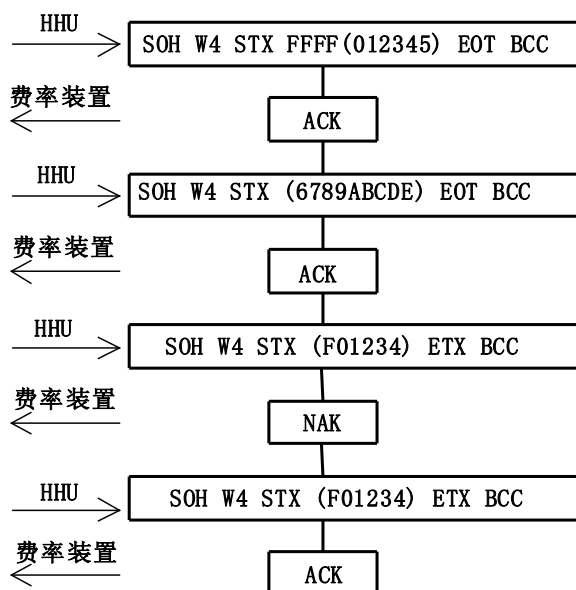 HHU
SOH W4 STX FFFF(012345) EOT BCC
费率装置
ACK
HHU
SOH W4 STX (6789ABCDE) EOT BCC
费率装置
ACK
HHU
SOH W4 STX (F01234) ETX BCC
费率装置
NAK
HHU
SOH W4 STX (F01234) ETX BCC
费率装置
ACK